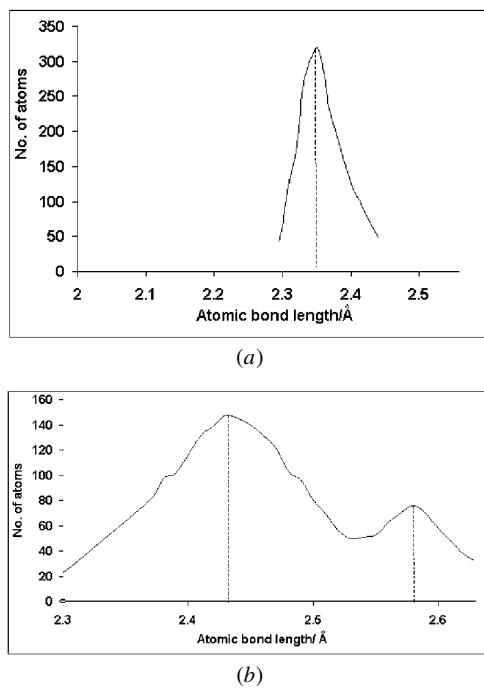 350
300
250
200
150
100
50
0
No. of atoms
2 2.1 2.2 2.3 2.4 2.5
Atomic bond length/Å
(a)
160
140
120
100
80
60
40
20
0
No. of atoms
2.3 2.4 2.5 2.6
Atomic bond length/ Å
(b)